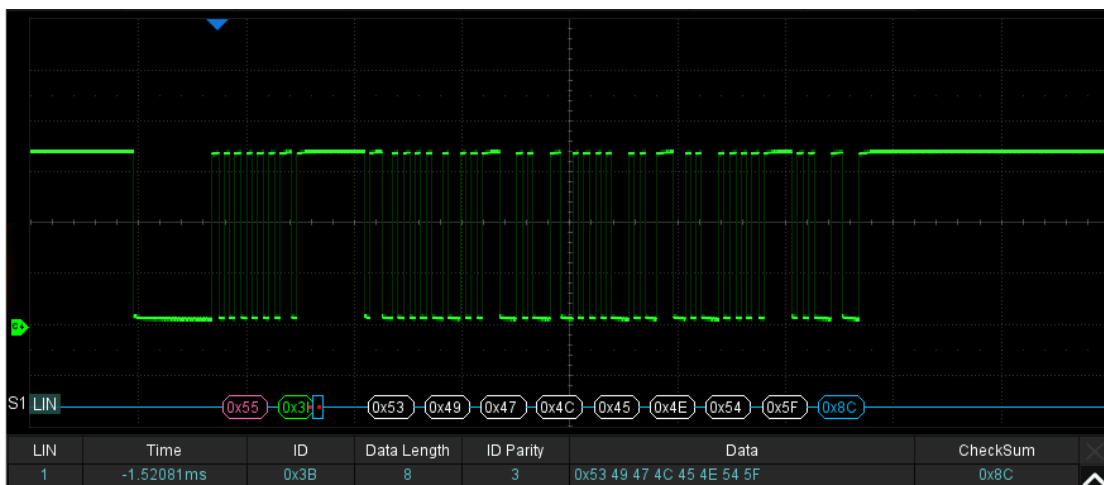 S1 LIN 0x55 0x3 0x53 0x49 0x47 0x4C 0x45 0x4E 0x54 0x5F 0x8C
LIN Time ID Data Length ID Parity Data CheckSum
1 -1.52081ms 0x3B 8 3 0x53 49 47 4C 45 4E 54 5F 0x8C